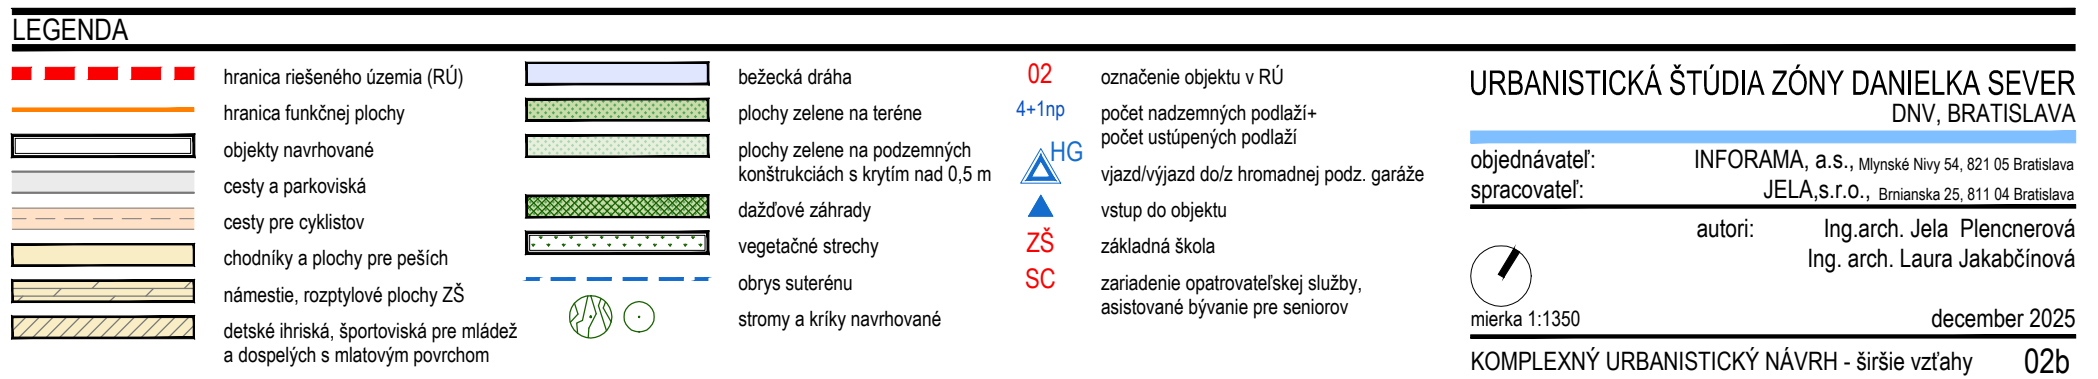 LEGENDA
hranica riešeného územia (RÚ)
hranica funkčnej plochy
objekty navrhované
cesty a parkoviská
cesty pre cyklistov
chodníky a plochy pre peších
námestie, rozptylové plochy ZŠ
detské ihriská, športoviská pre mládež
a dospelých s mlatovým povrchom
bežecká dráha
plochy zelene na teréne
plochy zelene na podzemných
konštrukciách s krytím nad 0,5 m
dažďové záhrady
vegetačné strechy
obrys suterénu
stromy a kríky navrhované
02 označenie objektu v RÚ
4+1np počet nadzemných podlaží+
počet ustúpených podlaží
HG vjazd/výjazd do/z hromadnej podz. garáže
vstup do objektu
ZŠ základná škola
SC zariadenie opatrovateľskej služby,
asistované bývanie pre seniorov
URBANISTICKÁ ŠTÚDIA ZÓNY DANIELKA SEVER
DNV, BRATISLAVA
objednávateľ: INFORAMA, a.s., Mlynské Nivy 54, 821 05 Bratislava
spracovateľ: JELA,s.r.o., Brnianska 25, 811 04 Bratislava
autori: Ing.arch. Jela Plencnerová
Ing. arch. Laura Jakabčínová
mierka 1:1350 december 2025
KOMPLEXNÝ URBANISTICKÝ NÁVRH - širšie vzťahy 02b